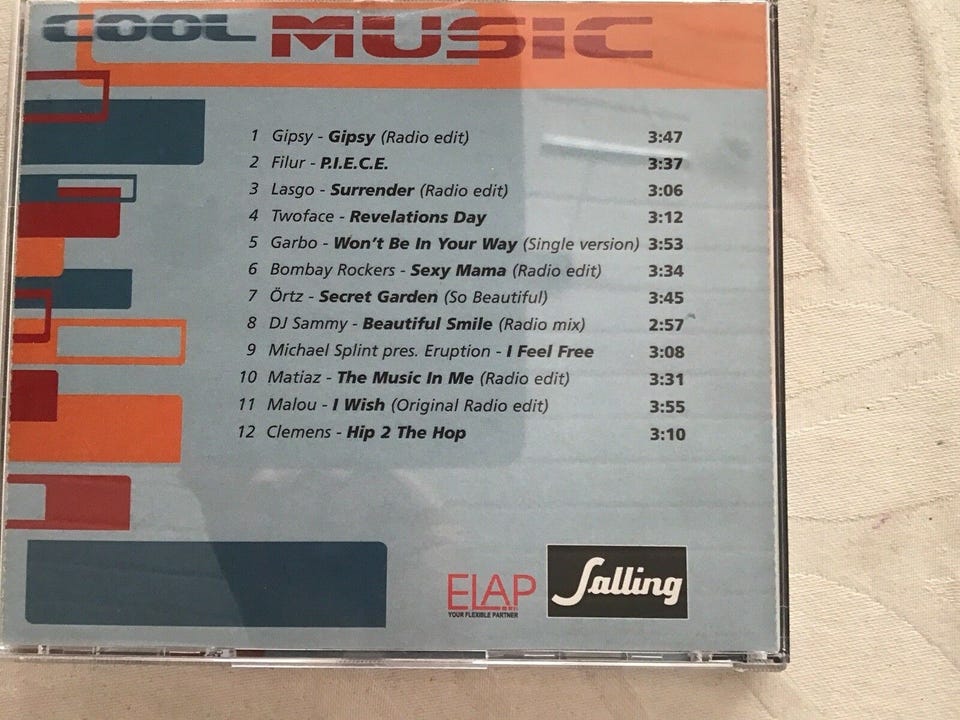 COOL MUSIC
1 Gipsy - Gipsy (Radio edit) 3:47
2 Filur - P.I.E.C.E. 3:37
3 Lasgo - Surrender (Radio edit) 3:06
4 Twoface - Revelations Day 3:12
5 Garbo - Won't Be In Your Way (Single version) 3:53
6 Bombay Rockers - Sexy Mama (Radio edit) 3:34
7 Örtz - Secret Garden (So Beautiful) 3:45
8 DJ Sammy - Beautiful Smile (Radio mix) 2:57
9 Michael Splint pres. Eruption - I Feel Free 3:08
10 Matiaz - The Music In Me (Radio edit) 3:31
11 Malou - I Wish (Original Radio edit) 3:55
12 Clemens - Hip 2 The Hop 3:10
ELAP
YOUR FLEXIBLE PARTNER
Salling